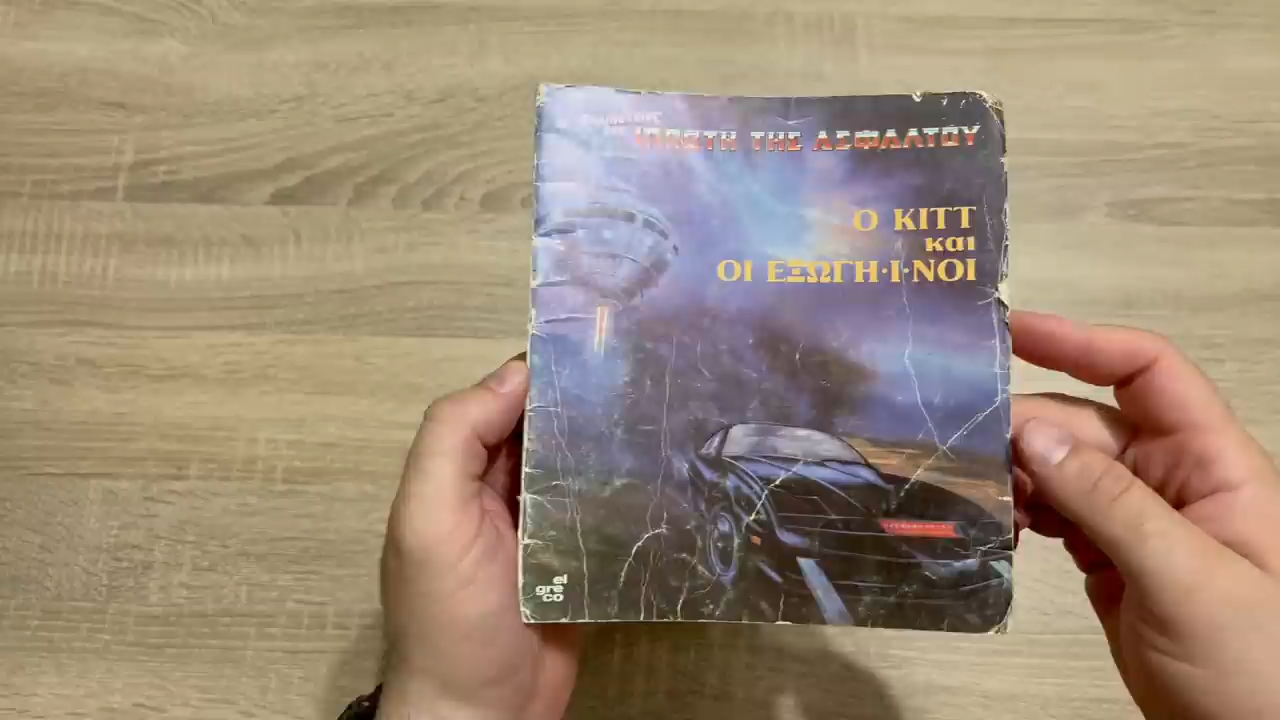 ΙΠΠΟΤΗ ΤΗΣ ΑΣΦΑΛΤΟΥ
Ο ΚΙΤΤ
και
ΟΙ ΕΞΩΓΗ·Ι·ΝΟΙ
el
gre
co